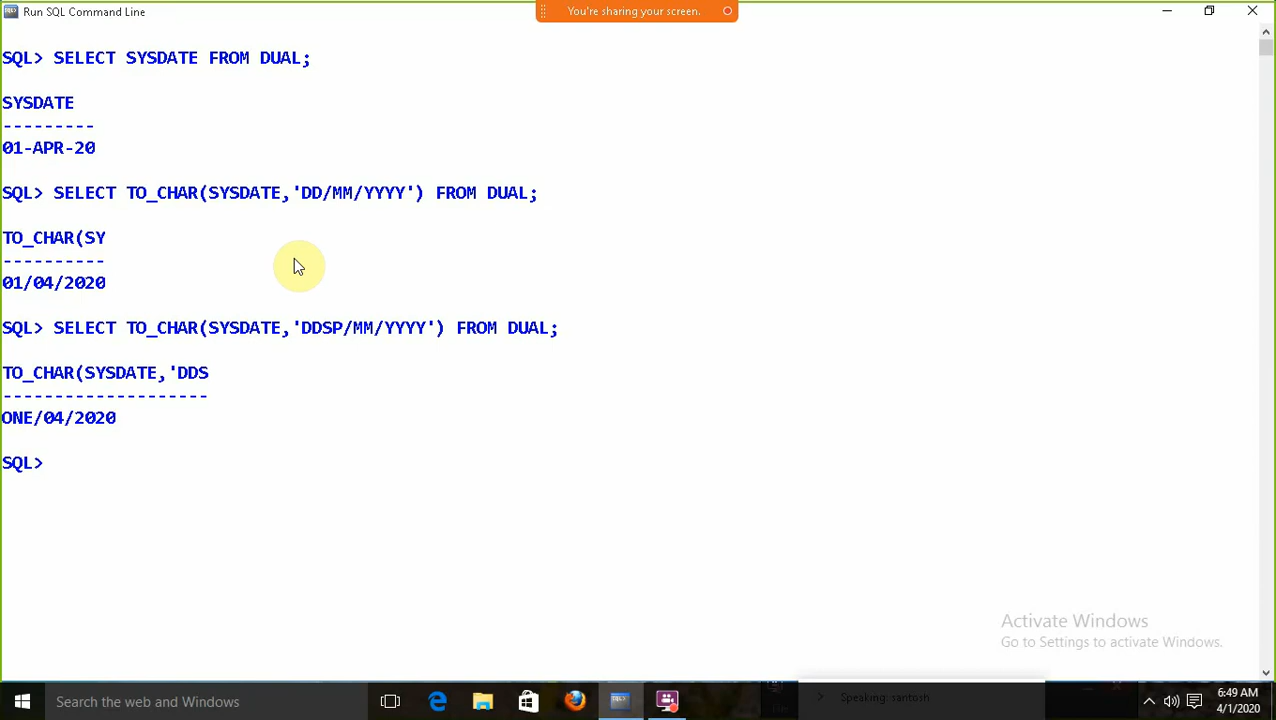 Run SQL Command Line
You're sharing your screen.
SQL> SELECT SYSDATE FROM DUAL;
SYSDATE
---------
01-APR-20
SQL> SELECT TO_CHAR(SYSDATE,'DD/MM/YYYY') FROM DUAL;
TO_CHAR(SY
----------
01/04/2020
SQL> SELECT TO_CHAR(SYSDATE,'DDSP/MM/YYYY') FROM DUAL;
TO_CHAR(SYSDATE,'DDS
--------------------
ONE/04/2020
SQL>
Activate Windows
Go to Settings to activate Windows.
Search the web and Windows
Speaking: santosh
6:49 AM
4/1/2020